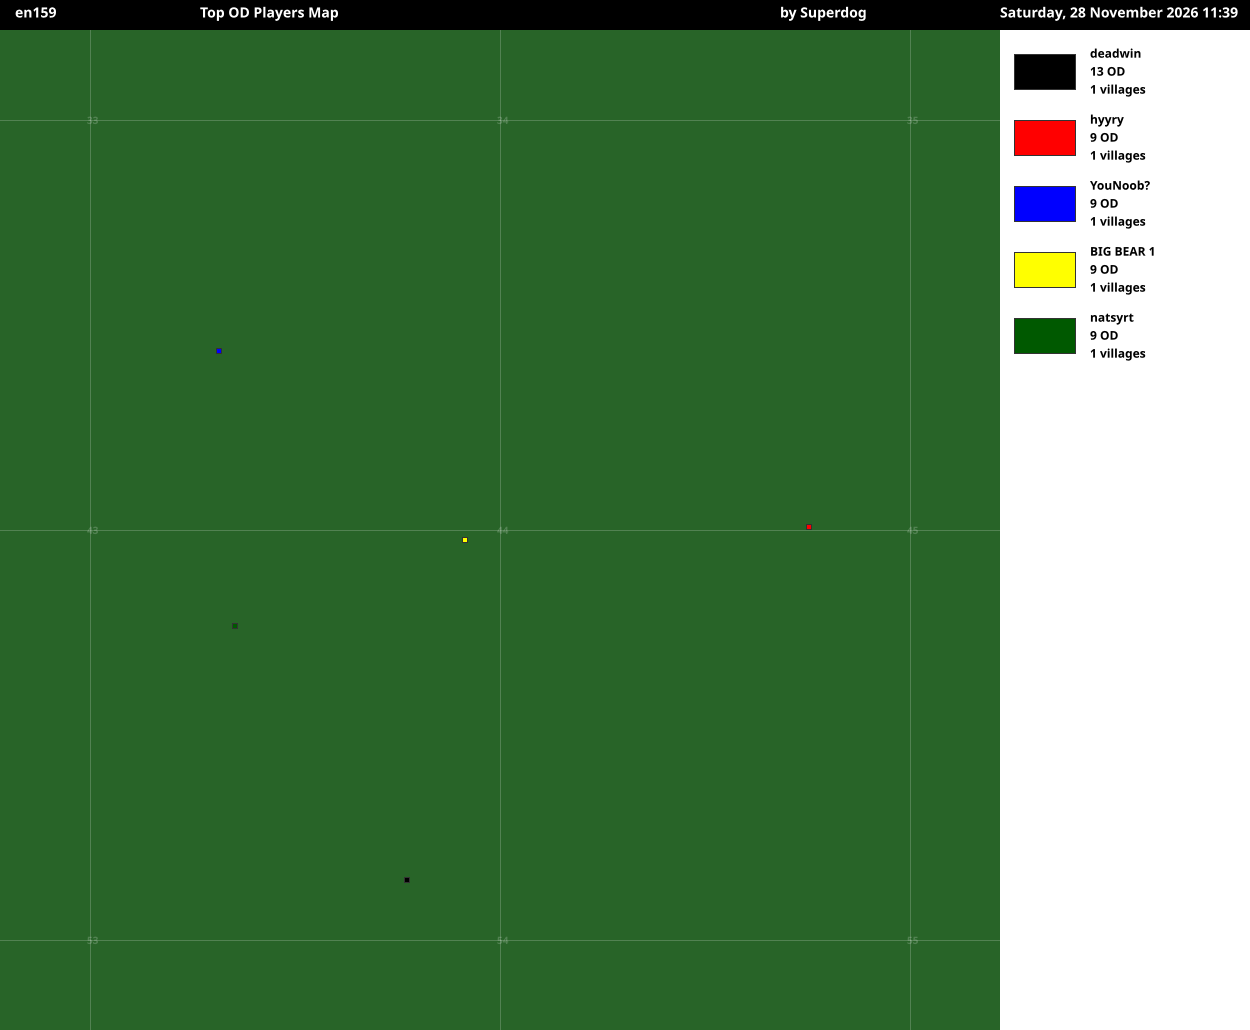 en159 Top OD Players Map by Superdog Saturday, 28 November 2026 11:39
deadwin
13 OD
1 villages
hyyry
9 OD
1 villages
YouNoob?
9 OD
1 villages
BIG BEAR 1
9 OD
1 villages
natsyrt
9 OD
1 villages
33 34 35
43 44 45
53 54 55